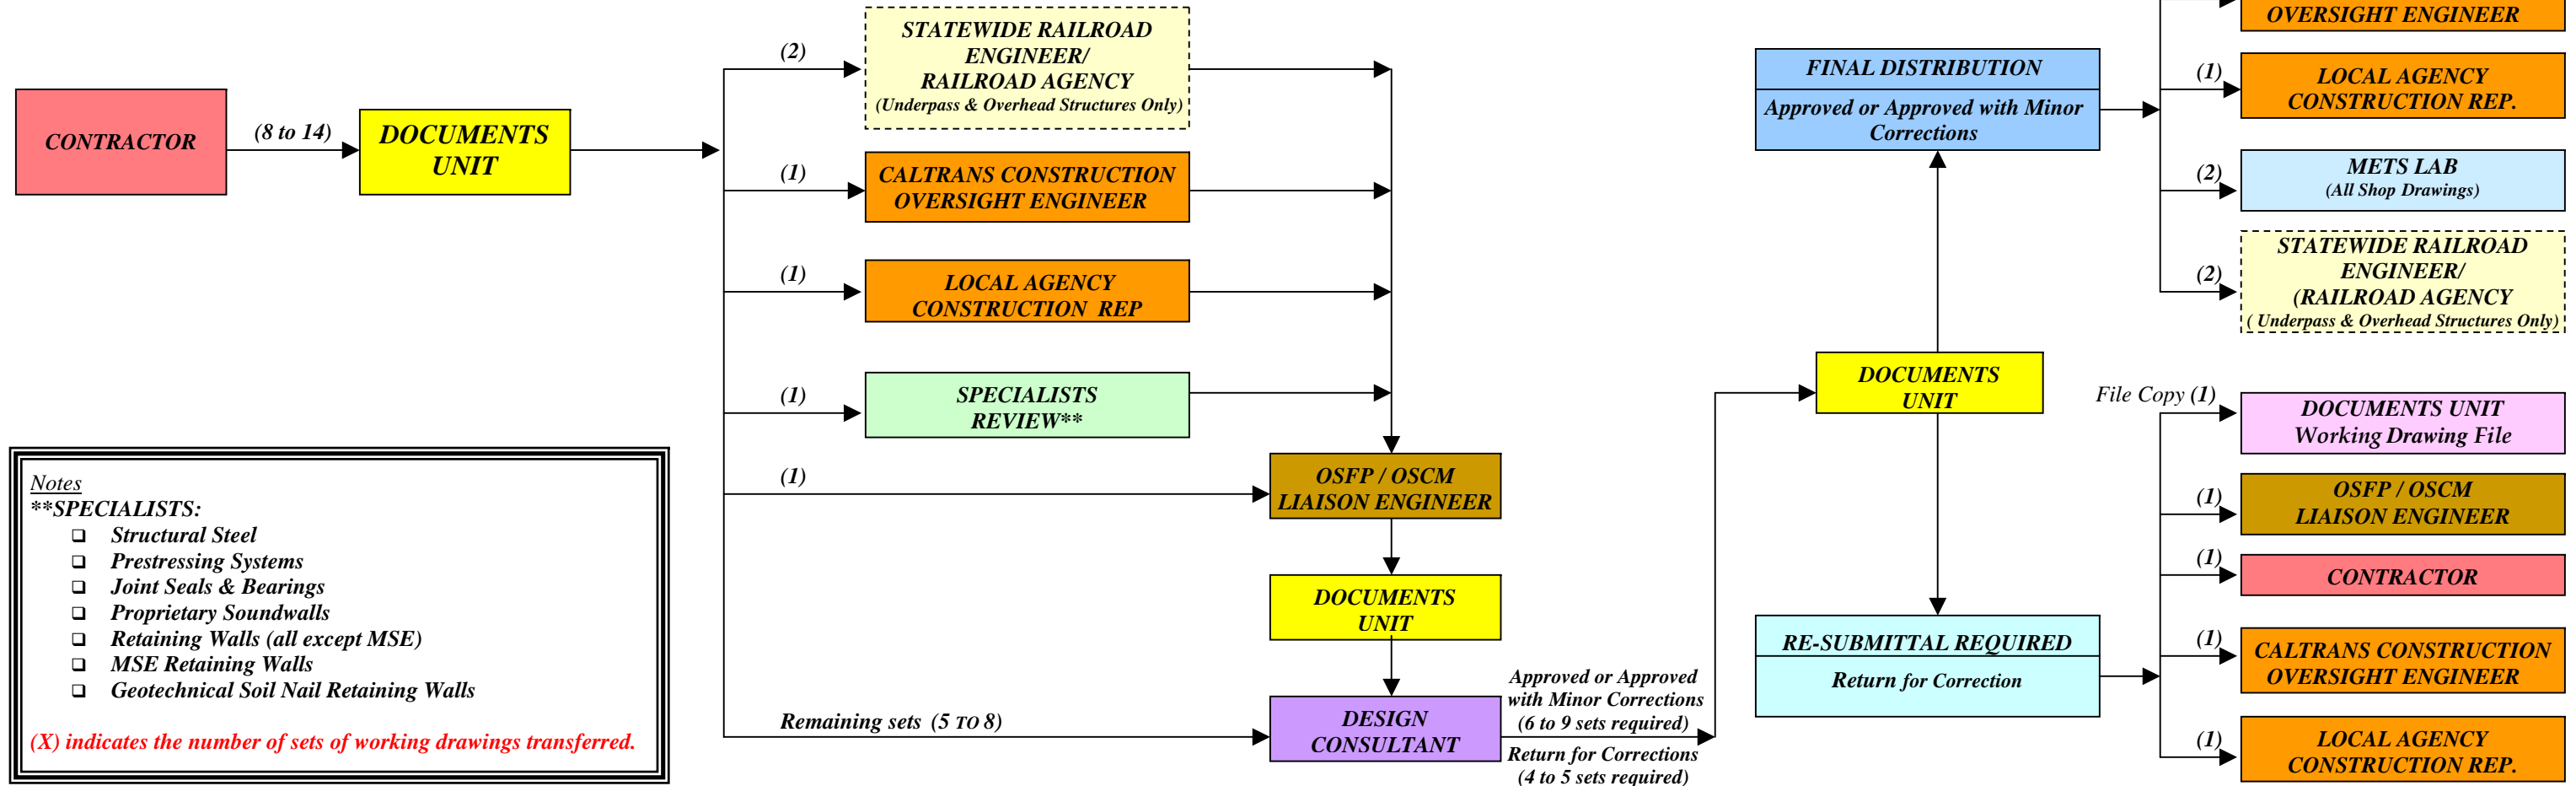 CONTRACTOR
(8 to 14)
DOCUMENTS
UNIT
(2)
STATEWIDE RAILROAD
ENGINEER/
RAILROAD AGENCY
(Underpass & Overhead Structures Only)
(1)
CALTRANS CONSTRUCTION
OVERSIGHT ENGINEER
(1)
LOCAL AGENCY
CONSTRUCTION REP
(1)
SPECIALISTS
REVIEW**
(1)
OSFP / OSCM
LIAISON ENGINEER
DOCUMENTS
UNIT
Remaining sets (5 TO 8)
DESIGN
CONSULTANT
Approved or Approved
with Minor Corrections
(6 to 9 sets required)
Return for Corrections
(4 to 5 sets required)
DOCUMENTS
UNIT
FINAL DISTRIBUTION
Approved or Approved with Minor
Corrections
OVERSIGHT ENGINEER
(1)
LOCAL AGENCY
CONSTRUCTION REP.
(2)
METS LAB
(All Shop Drawings)
(2)
STATEWIDE RAILROAD
ENGINEER/
(RAILROAD AGENCY
( Underpass & Overhead Structures Only)
RE-SUBMITTAL REQUIRED
Return for Correction
File Copy (1)
DOCUMENTS UNIT
Working Drawing File
(1)
OSFP / OSCM
LIAISON ENGINEER
(1)
CONTRACTOR
(1)
CALTRANS CONSTRUCTION
OVERSIGHT ENGINEER
(1)
LOCAL AGENCY
CONSTRUCTION REP.
Notes
**SPECIALISTS:
❑ Structural Steel
❑ Prestressing Systems
❑ Joint Seals & Bearings
❑ Proprietary Soundwalls
❑ Retaining Walls (all except MSE)
❑ MSE Retaining Walls
❑ Geotechnical Soil Nail Retaining Walls
(X) indicates the number of sets of working drawings transferred.